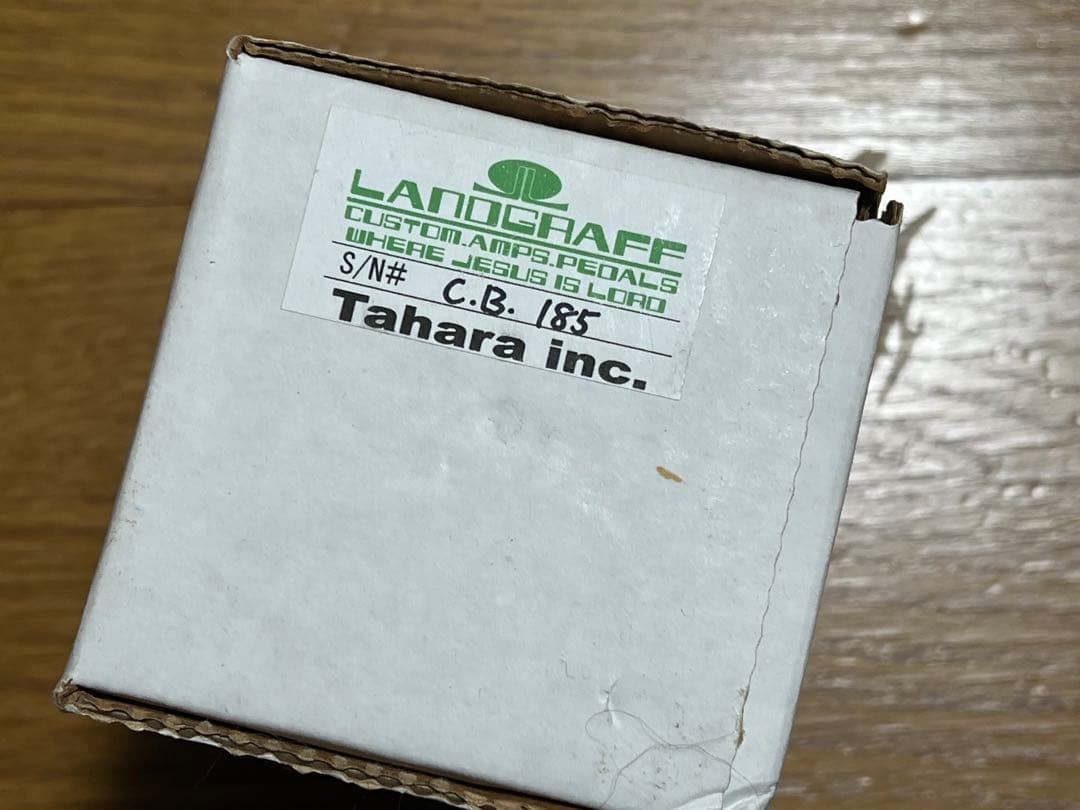 LANDGRAFF
CUSTOM.AMPS.PEDALS
WHERE JESUS IS LORD
S/N# C.B. 185
Tahara inc.